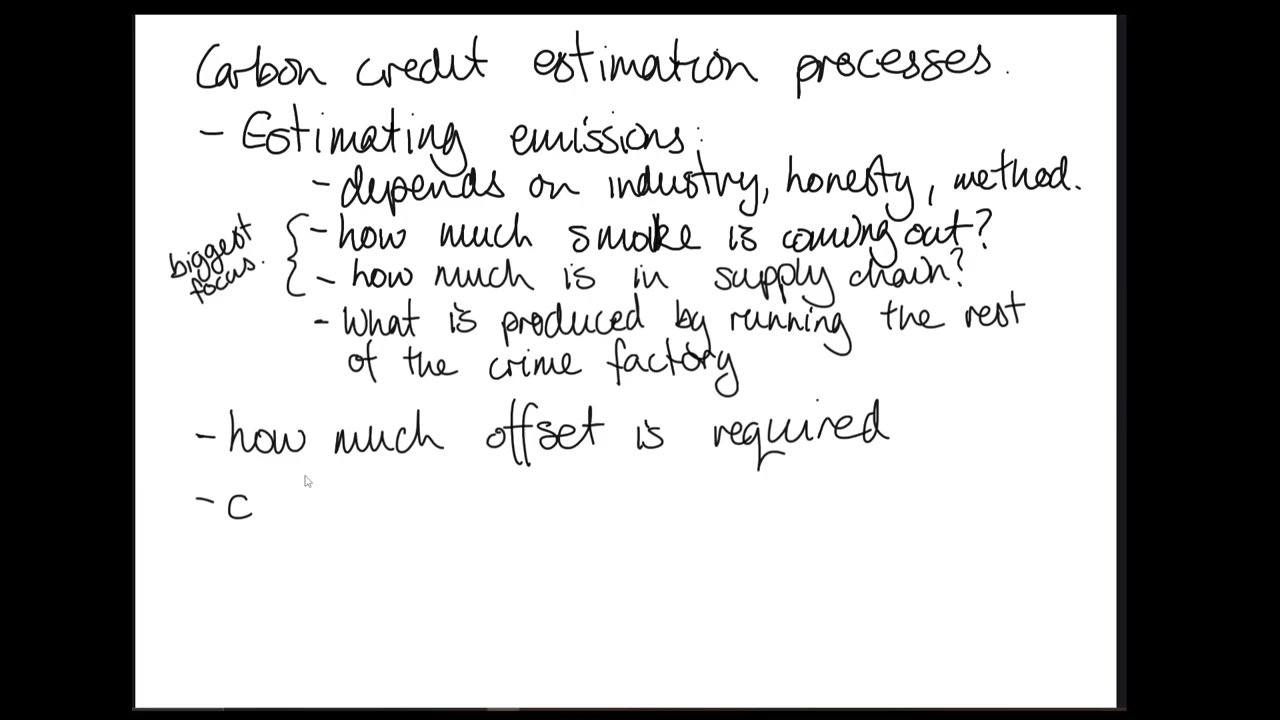 Carbon credit estimation processes.
- Estimating emissions:
- depends on industry, honesty, method.
biggest
focus.
- how much smoke is coming out?
- how much is in supply chain?
- What is produced by running the rest
of the crime factory
- how much offset is required
- c